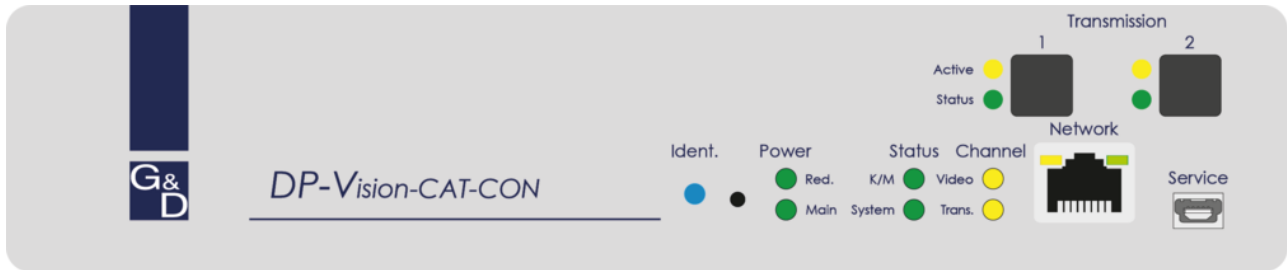 Transmission
1 2
Active
Status
Network
Ident. Power Status Channel
G&D
DP-Vision-CAT-CON
Red. K/M Video
Main System Trans.
Service